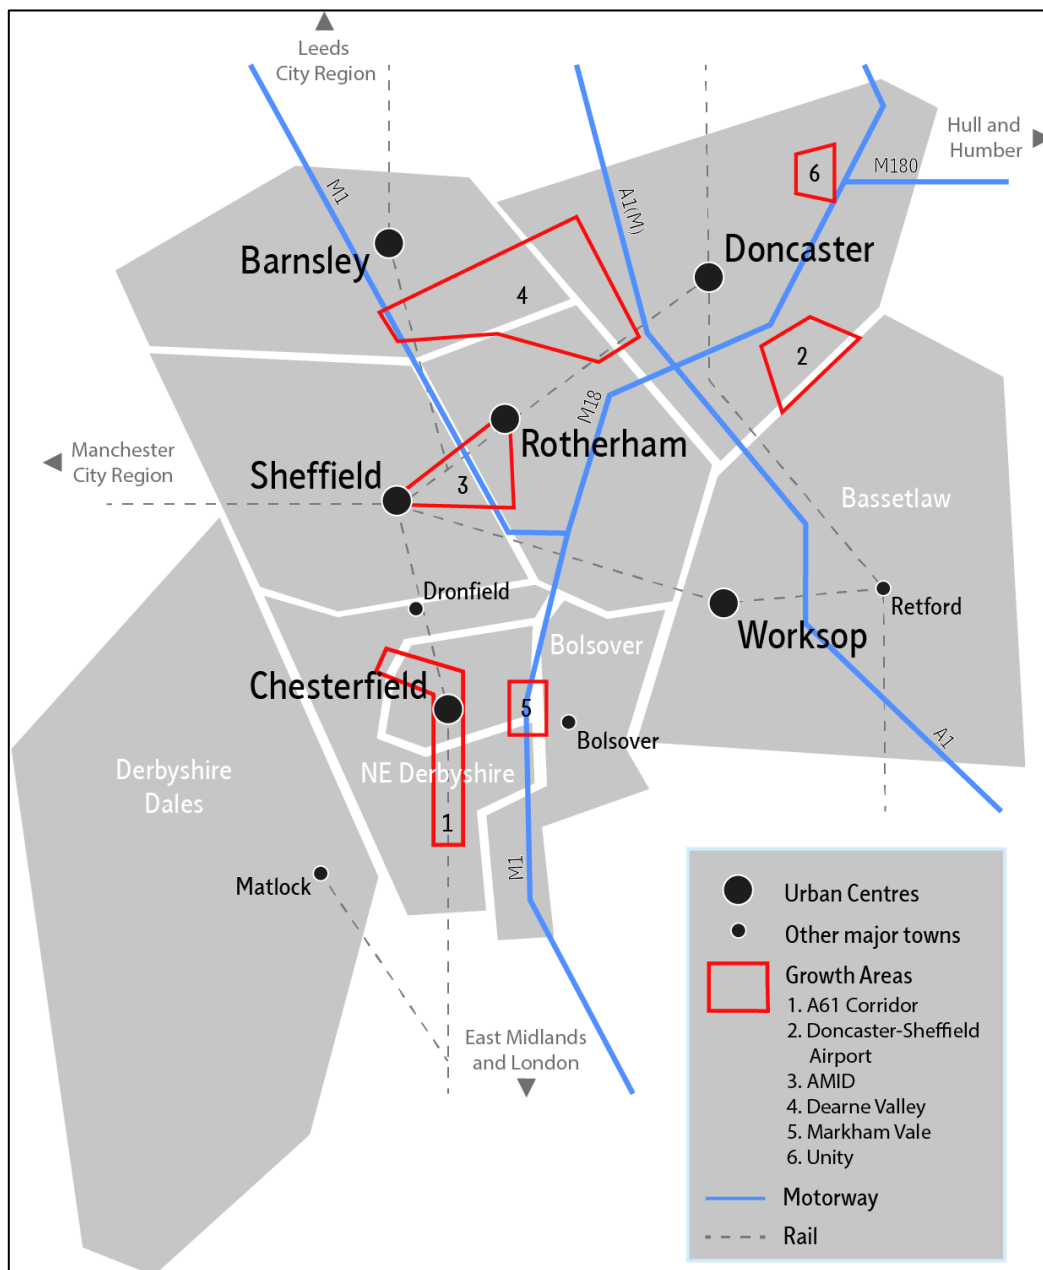 Leeds
City Region
Hull and
Humber
M180
M1
A1(M)
6
Doncaster
Barnsley
4
2
M18
Rotherham
Manchester
City Region
Sheffield
3
Bassetlaw
Dronfield
Retford
Worksop
Bolsover
Chesterfield
5
Bolsover
A1
Derbyshire
Dales
NE Derbyshire
1
M1
Matlock
East Midlands
and London
Urban Centres
Other major towns
Growth Areas
1. A61 Corridor
2. Doncaster-Sheffield
Airport
3. AMID
4. Dearne Valley
5. Markham Vale
6. Unity
Motorway
Rail